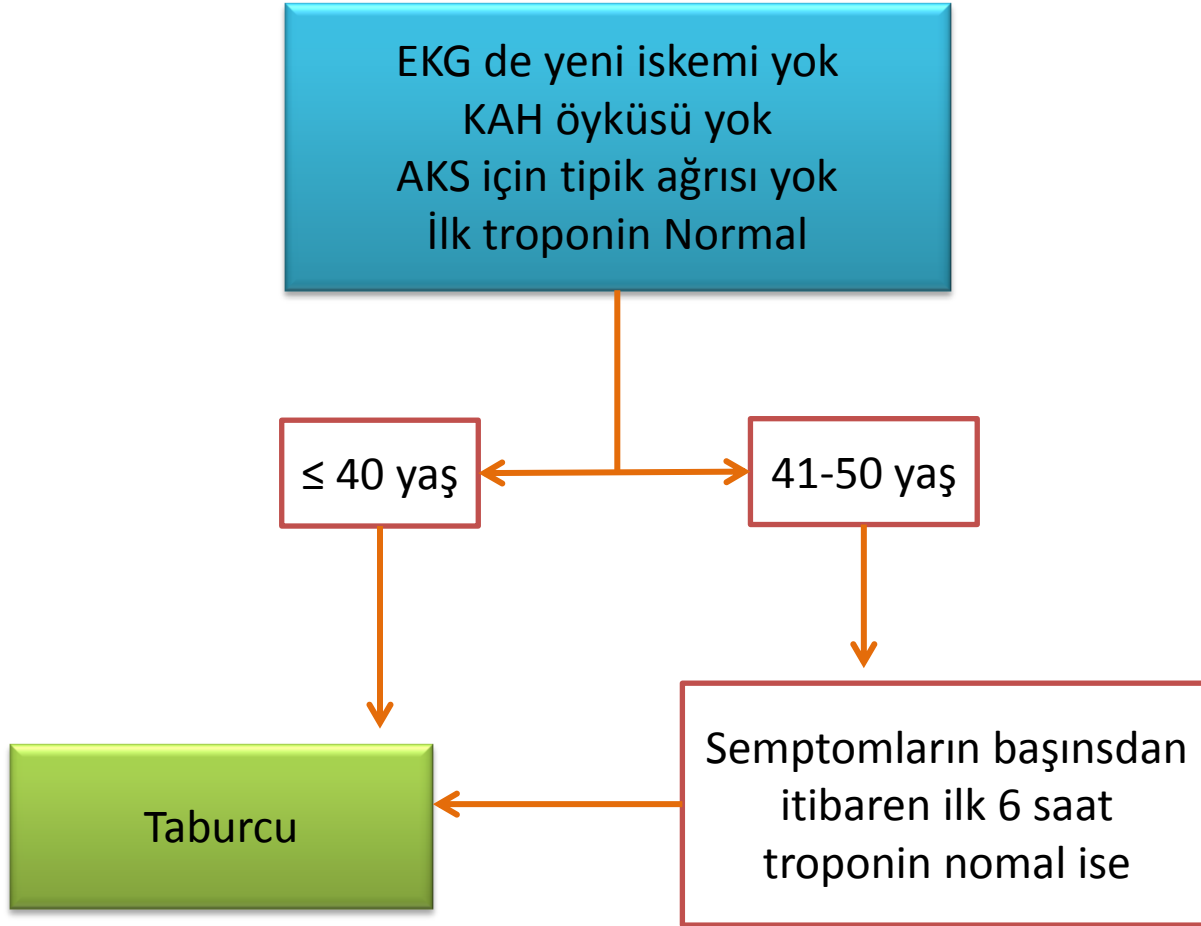 EKG de yeni iskemi yok
KAH öyküsü yok
AKS için tipik ağrısı yok
İlk troponin Normal
≤ 40 yaş
41-50 yaş
Semptomların başınsdan
itibaren ilk 6 saat
troponin nomal ise
Taburcu